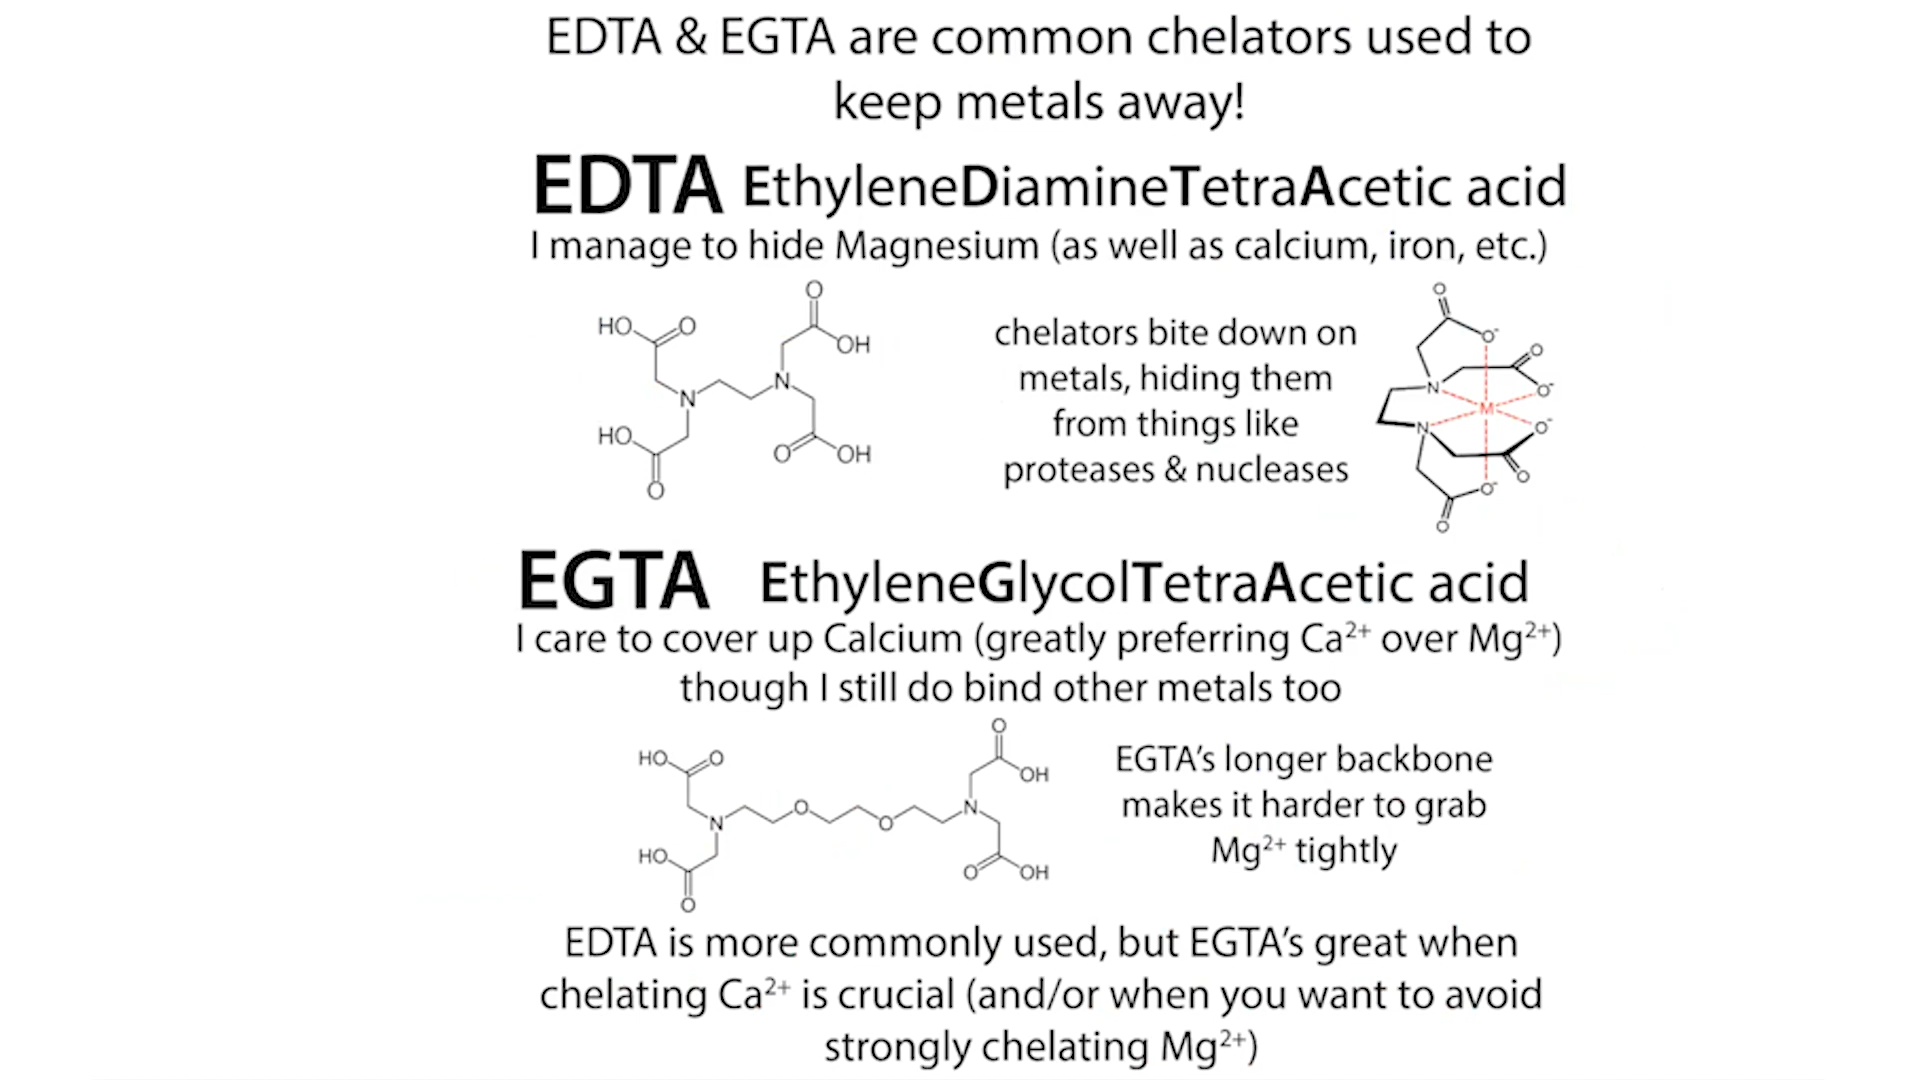 EDTA & EGTA are common chelators used to
keep metals away!
EDTA EthyleneDiamineTetraAcetic acid
I manage to hide Magnesium (as well as calcium, iron, etc.)
HO O O OH N N HO O O OH
chelators bite down on
metals, hiding them
from things like
proteases & nucleases
O O⁻ O O⁻ N M N O⁻ O O⁻ O
EGTA EthyleneGlycolTetraAcetic acid
I care to cover up Calcium (greatly preferring Ca²⁺ over Mg²⁺)
though I still do bind other metals too
HO O O OH N O O N HO O O OH
EGTA’s longer backbone
makes it harder to grab
Mg²⁺ tightly
EDTA is more commonly used, but EGTA’s great when
chelating Ca²⁺ is crucial (and/or when you want to avoid
strongly chelating Mg²⁺)